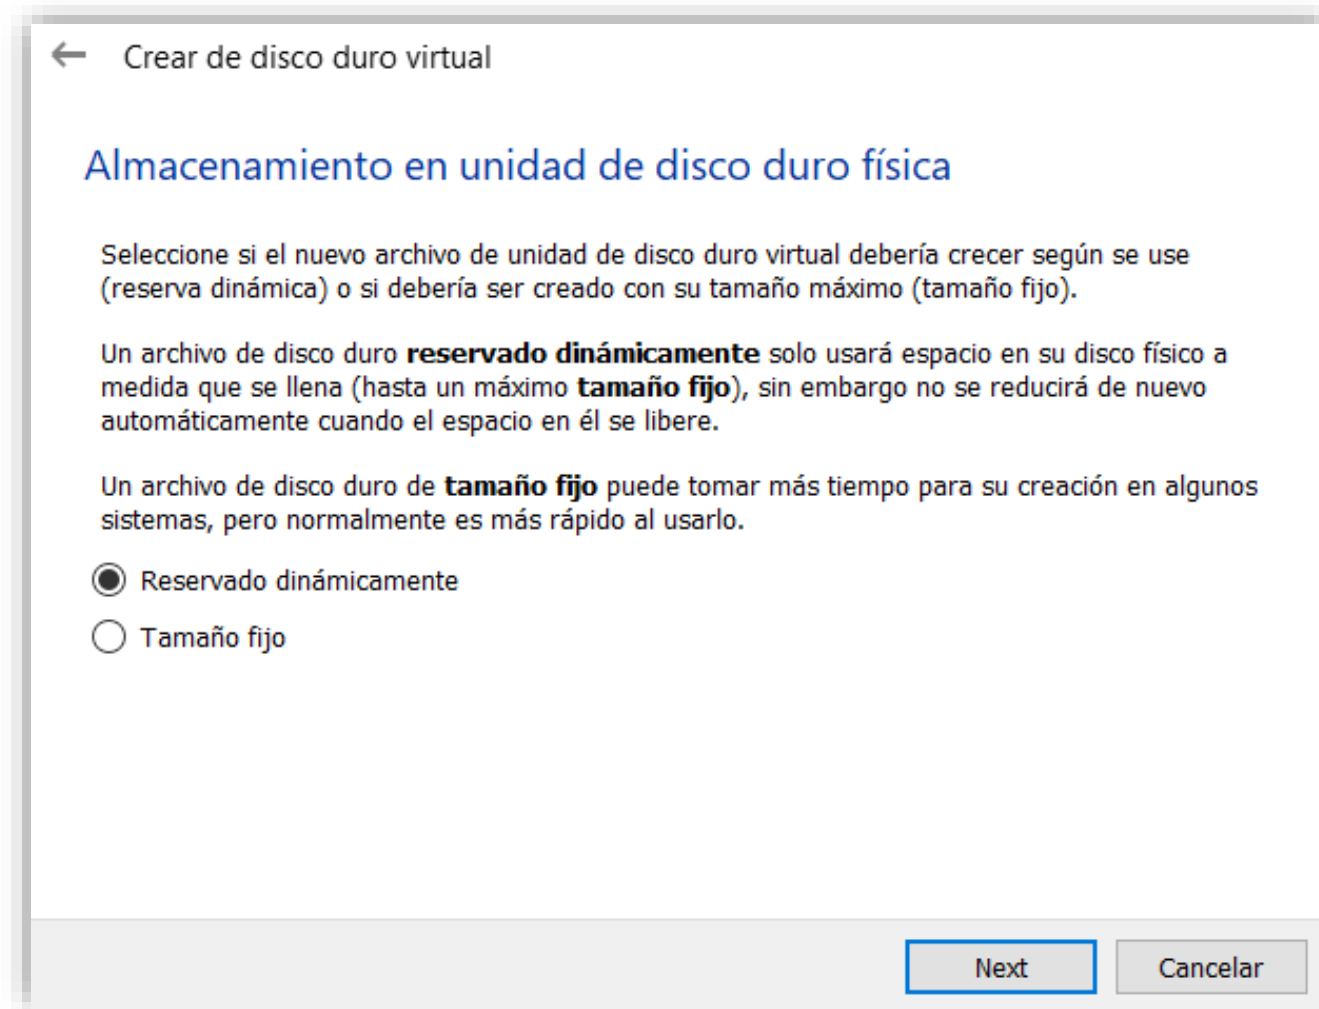 Crear de disco duro virtual
Almacenamiento en unidad de disco duro física
Seleccione si el nuevo archivo de unidad de disco duro virtual debería crecer según se use
(reserva dinámica) o si debería ser creado con su tamaño máximo (tamaño fijo).
Un archivo de disco duro reservado dinámicamente solo usará espacio en su disco físico a
medida que se llena (hasta un máximo tamaño fijo), sin embargo no se reducirá de nuevo
automáticamente cuando el espacio en él se libere.
Un archivo de disco duro de tamaño fijo puede tomar más tiempo para su creación en algunos
sistemas, pero normalmente es más rápido al usarlo.
Reservado dinámicamente
Tamaño fijo
Next Cancelar